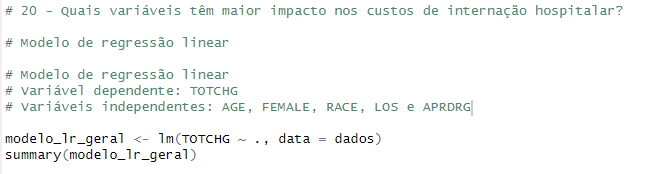 # 20 - Quais variáveis têm maior impacto nos custos de internação hospitalar?
# Modelo de regressão linear
# Modelo de regressão linear
# Variável dependente: TOTCHG
# Variáveis independentes: AGE, FEMALE, RACE, LOS e APRDRG
modelo_lr_geral <- lm(TOTCHG ~ ., data = dados)
summary(modelo_lr_geral)